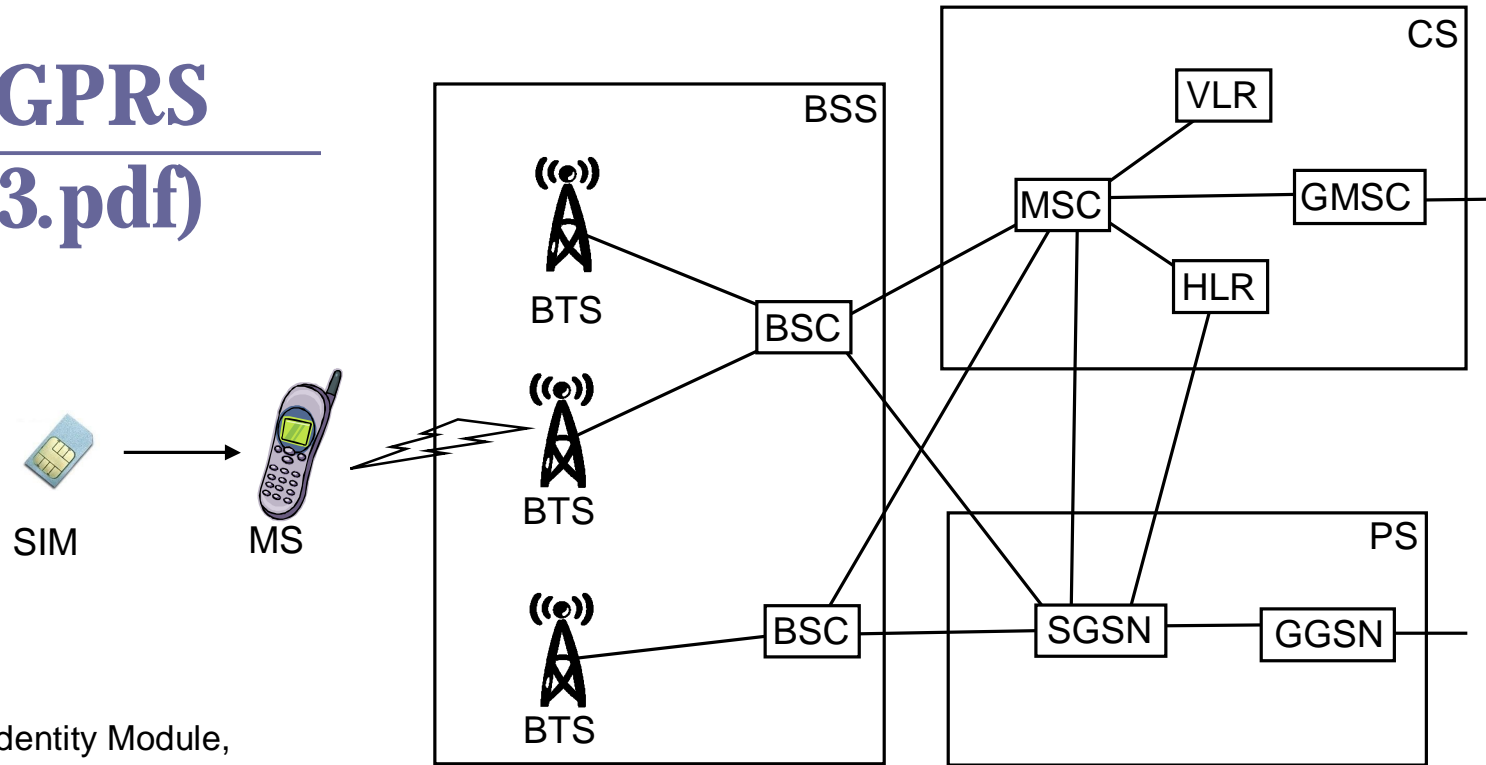 GPRS
3.pdf)
CS
BSS
VLR
MSC
GMSC
HLR
BTS
BSC
BTS
SIM
MS
PS
BSC
SGSN
GGSN
BTS
dentity Module,